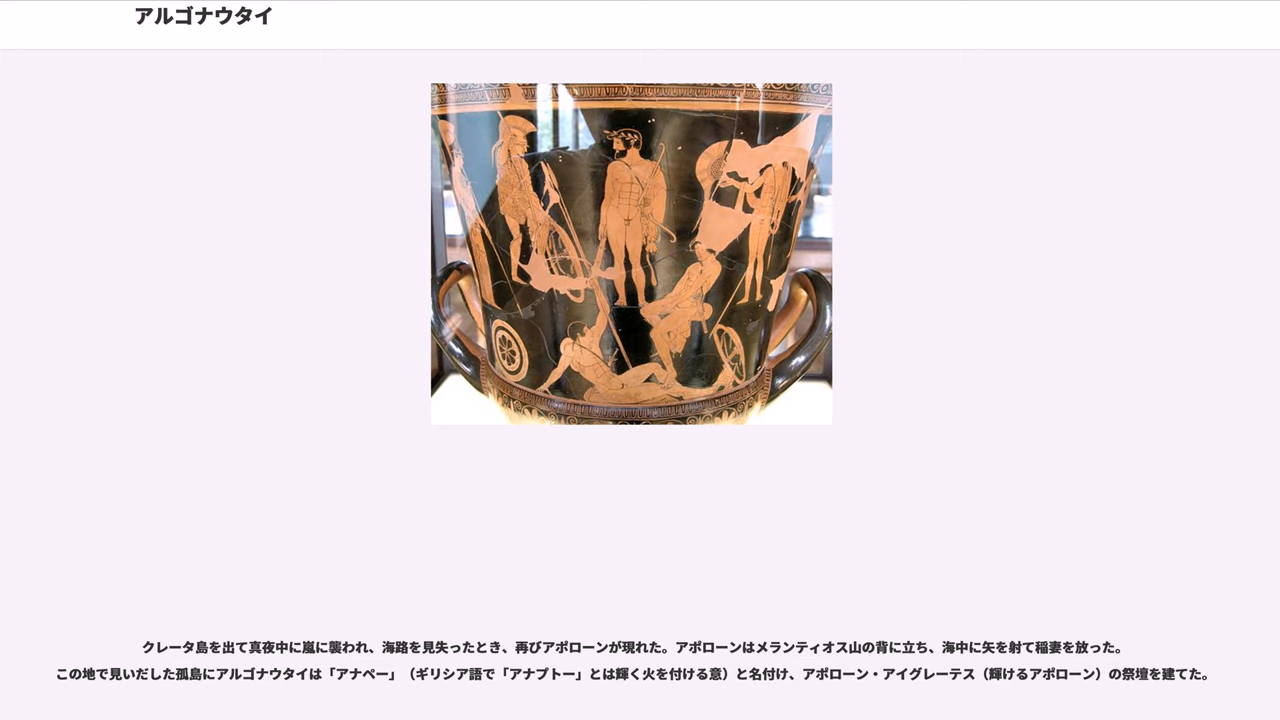 アルゴナウタイ
クレータ島を出て真夜中に嵐に襲われ、海路を見失ったとき、再びアポローンが現れた。アポローンはメランティオス山の背に立ち、海中に矢を射て稲妻を放った。
この地で見いだした孤島にアルゴナウタイは「アナペー」（ギリシア語で「アナプトー」とは輝く火を付ける意）と名付け、アポローン・アイグレーテス（輝けるアポローン）の祭壇を建てた。